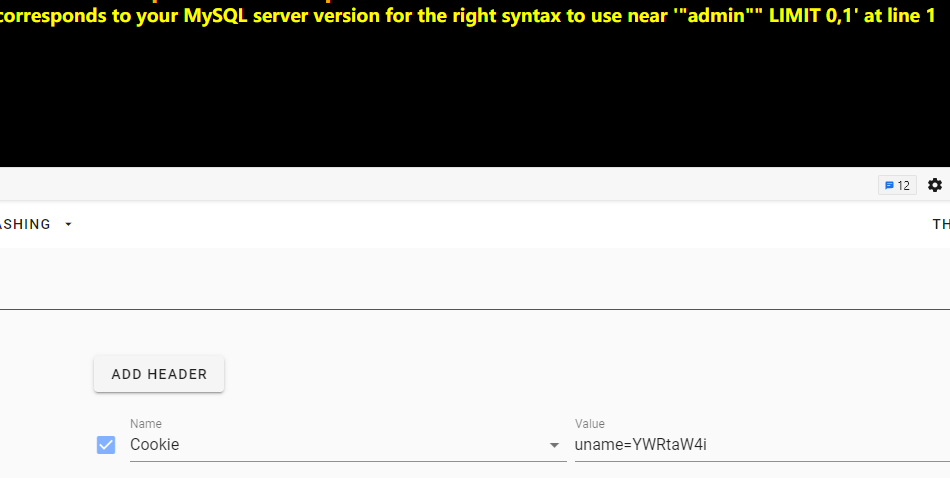 corresponds to your MySQL server version for the right syntax to use near '"admin"" LIMIT 0,1' at line 1
12
ASHING
TH
ADD HEADER
Name
Value
Cookie
uname=YWRtaW4i